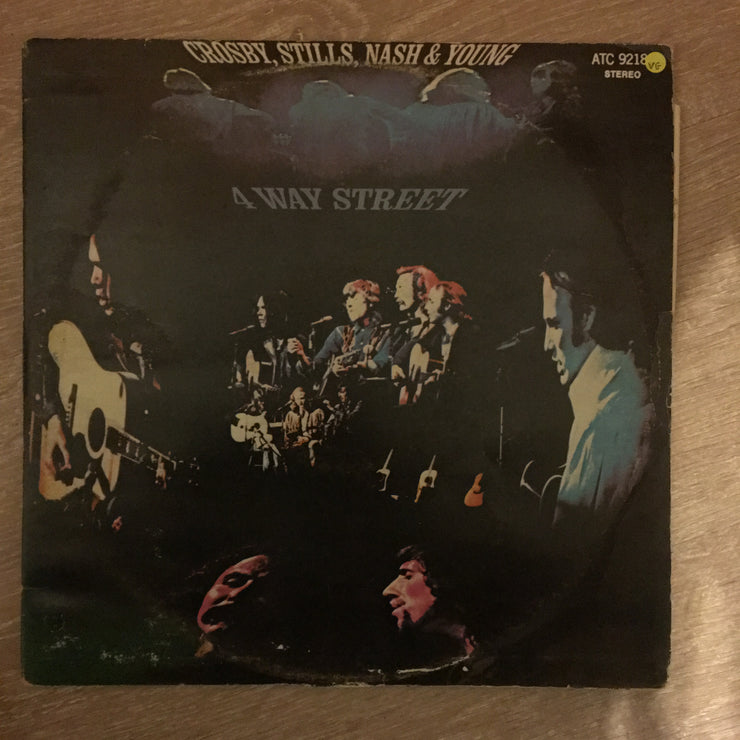 CROSBY, STILLS, NASH & YOUNG
ATC 9218
VG
STEREO
4 WAY STREET